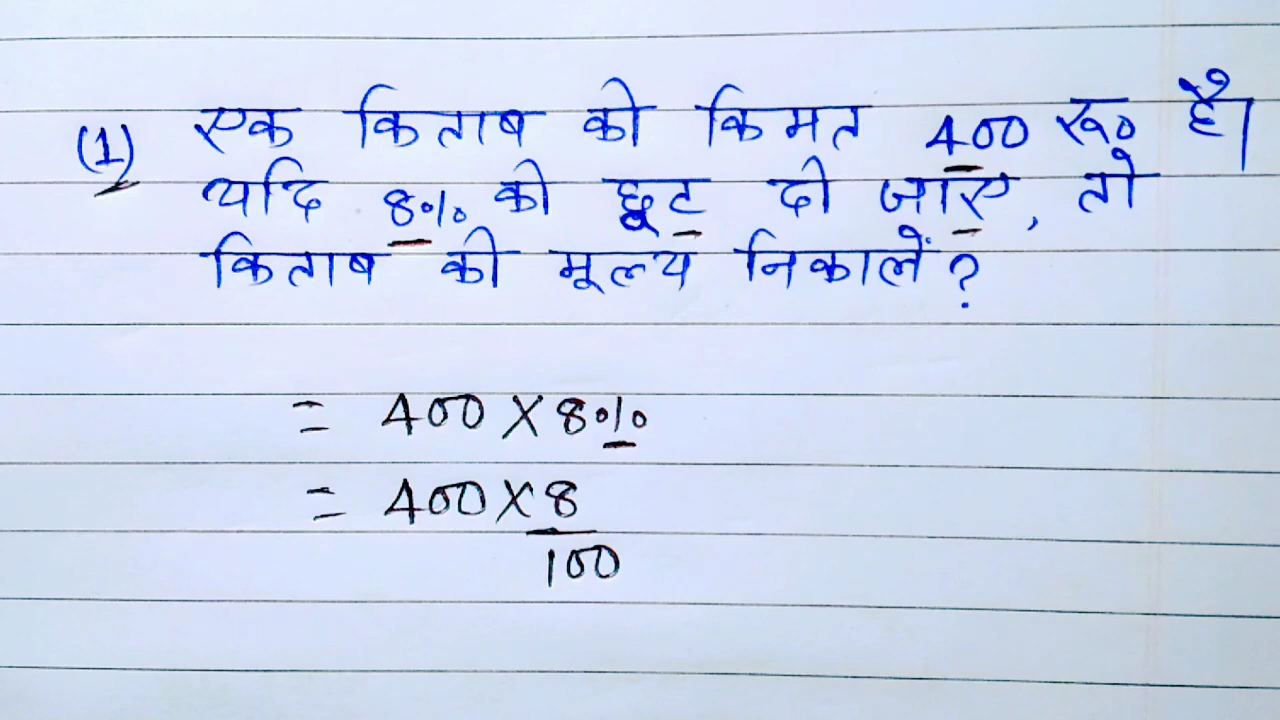 (1) एक किताब की किमत 400 रू० है।
यदि 8% की छूट दी जाए, तो
किताब की मूल्य निकालें?
= 400 × 8%
= 400 × 8
100